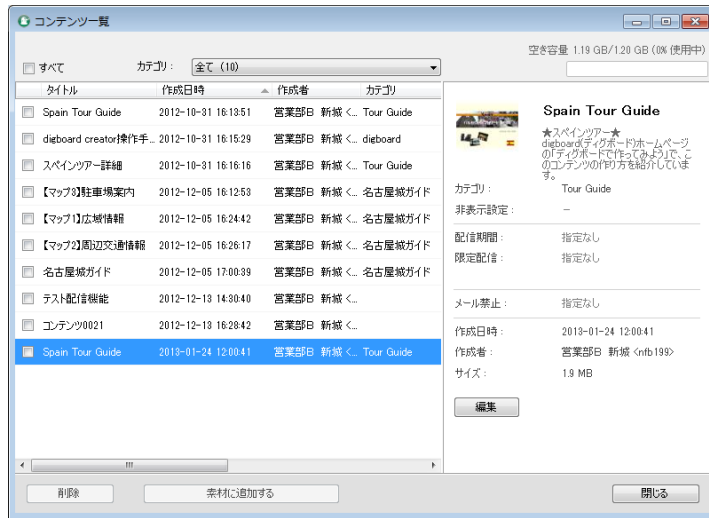 コンテンツ一覧
空き容量 1.19 GB/1.20 GB (0% 使用中)
すべて カテゴリ： 全て (10)
タイトル 作成日時 作成者 カテゴリ
Spain Tour Guide 2012-10-31 16:13:51 営業部B 新城 <... Tour Guide
digboard creator操作手... 2012-10-31 16:15:29 営業部B 新城 <... digboard
スペインツアー詳細 2012-10-31 16:16:16 営業部B 新城 <... Tour Guide
【マップ3】駐車場案内 2012-12-05 16:12:53 営業部B 新城 <... 名古屋城ガイド
【マップ1】広域情報 2012-12-05 16:24:42 営業部B 新城 <... 名古屋城ガイド
【マップ2】周辺交通情報 2012-12-05 16:26:17 営業部B 新城 <... 名古屋城ガイド
名古屋城ガイド 2012-12-05 17:00:39 営業部B 新城 <... 名古屋城ガイド
テスト配信機能 2012-12-13 14:30:40 営業部B 新城 <...
コンテンツ0021 2012-12-13 16:28:42 営業部B 新城 <...
Spain Tour Guide 2013-01-24 12:00:41 営業部B 新城 <... Tour Guide
Spain Tour Guide
★スペインツアー★
digboard(ディグボード)ホームページ
の「ディグボードで作ってみよう」で、こ
のコンテンツの作り方を紹介していま
す。
カテゴリ： Tour Guide
非表示設定： －
配信期間： 指定なし
限定配信： 指定なし
メール禁止： 指定なし
作成日時： 2013-01-24 12:00:41
作成者： 営業部B 新城 <nfb199>
サイズ： 1.9 MB
編集
削除 素材に追加する 閉じる